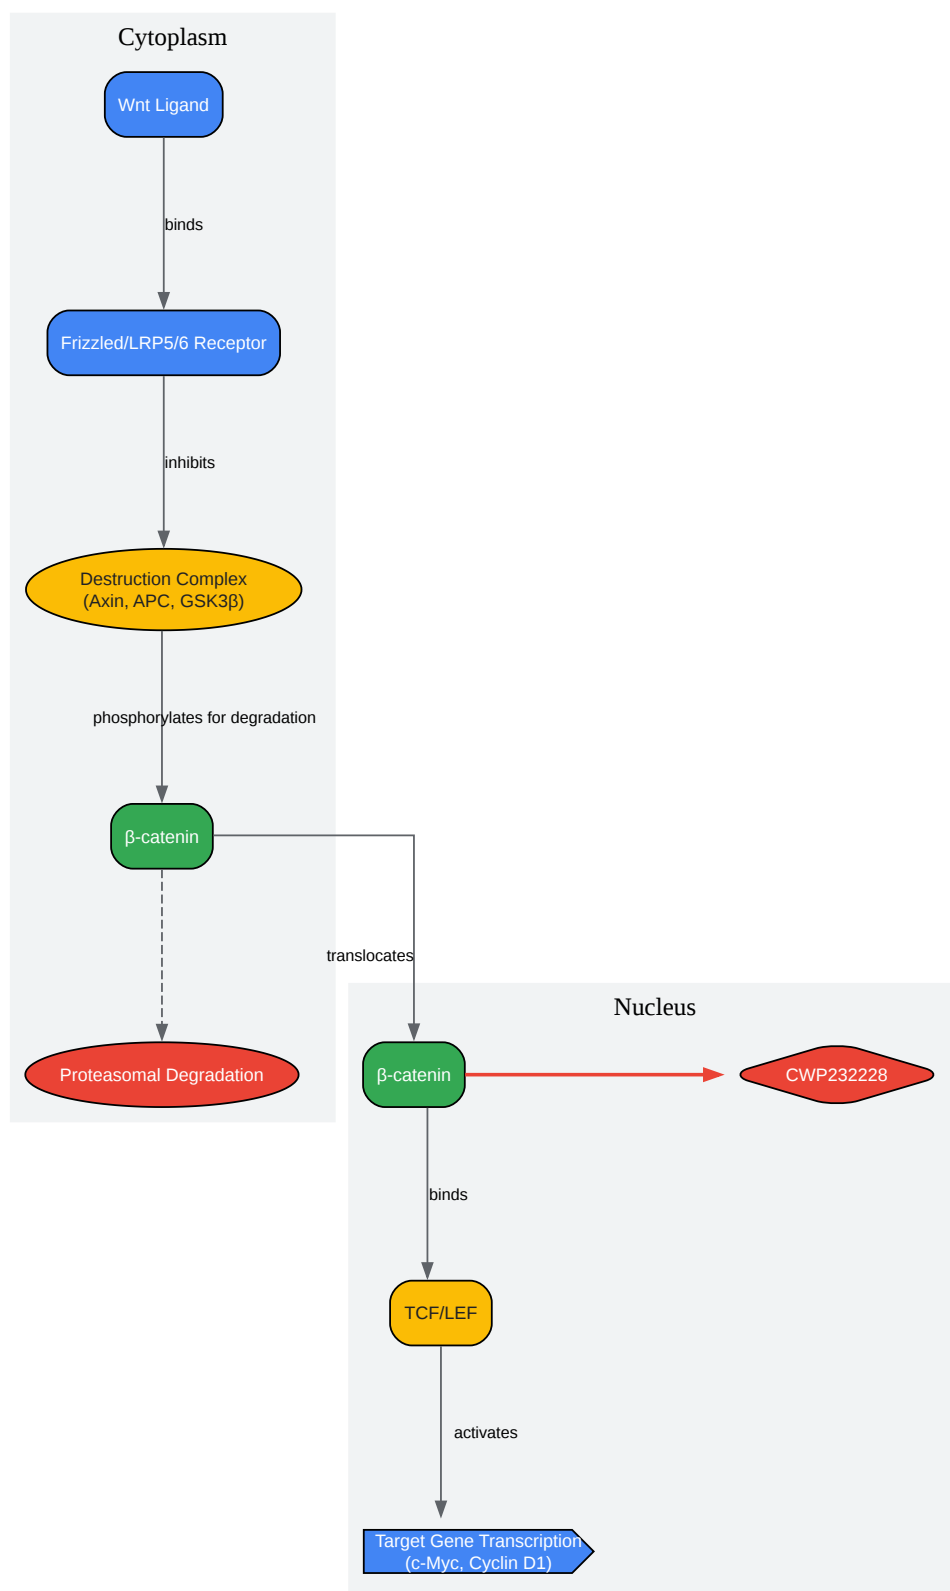 Cytoplasm
Wnt Ligand
binds
Frizzled/LRP5/6 Receptor
inhibits
Destruction Complex
(Axin, APC, GSK3β)
phosphorylates for degradation
β-catenin
translocates
Proteasomal Degradation
Nucleus
β-catenin
CWP232228
binds
TCF/LEF
activates
Target Gene Transcription
(c-Myc, Cyclin D1)